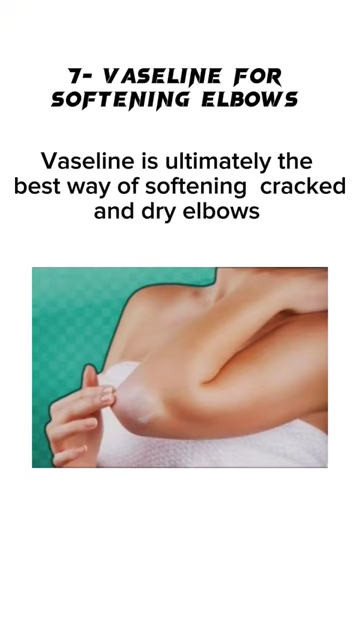 7- VASELINE FOR
SOFTENING ELBOWS
Vaseline is ultimately the
best way of softening  cracked
and dry elbows